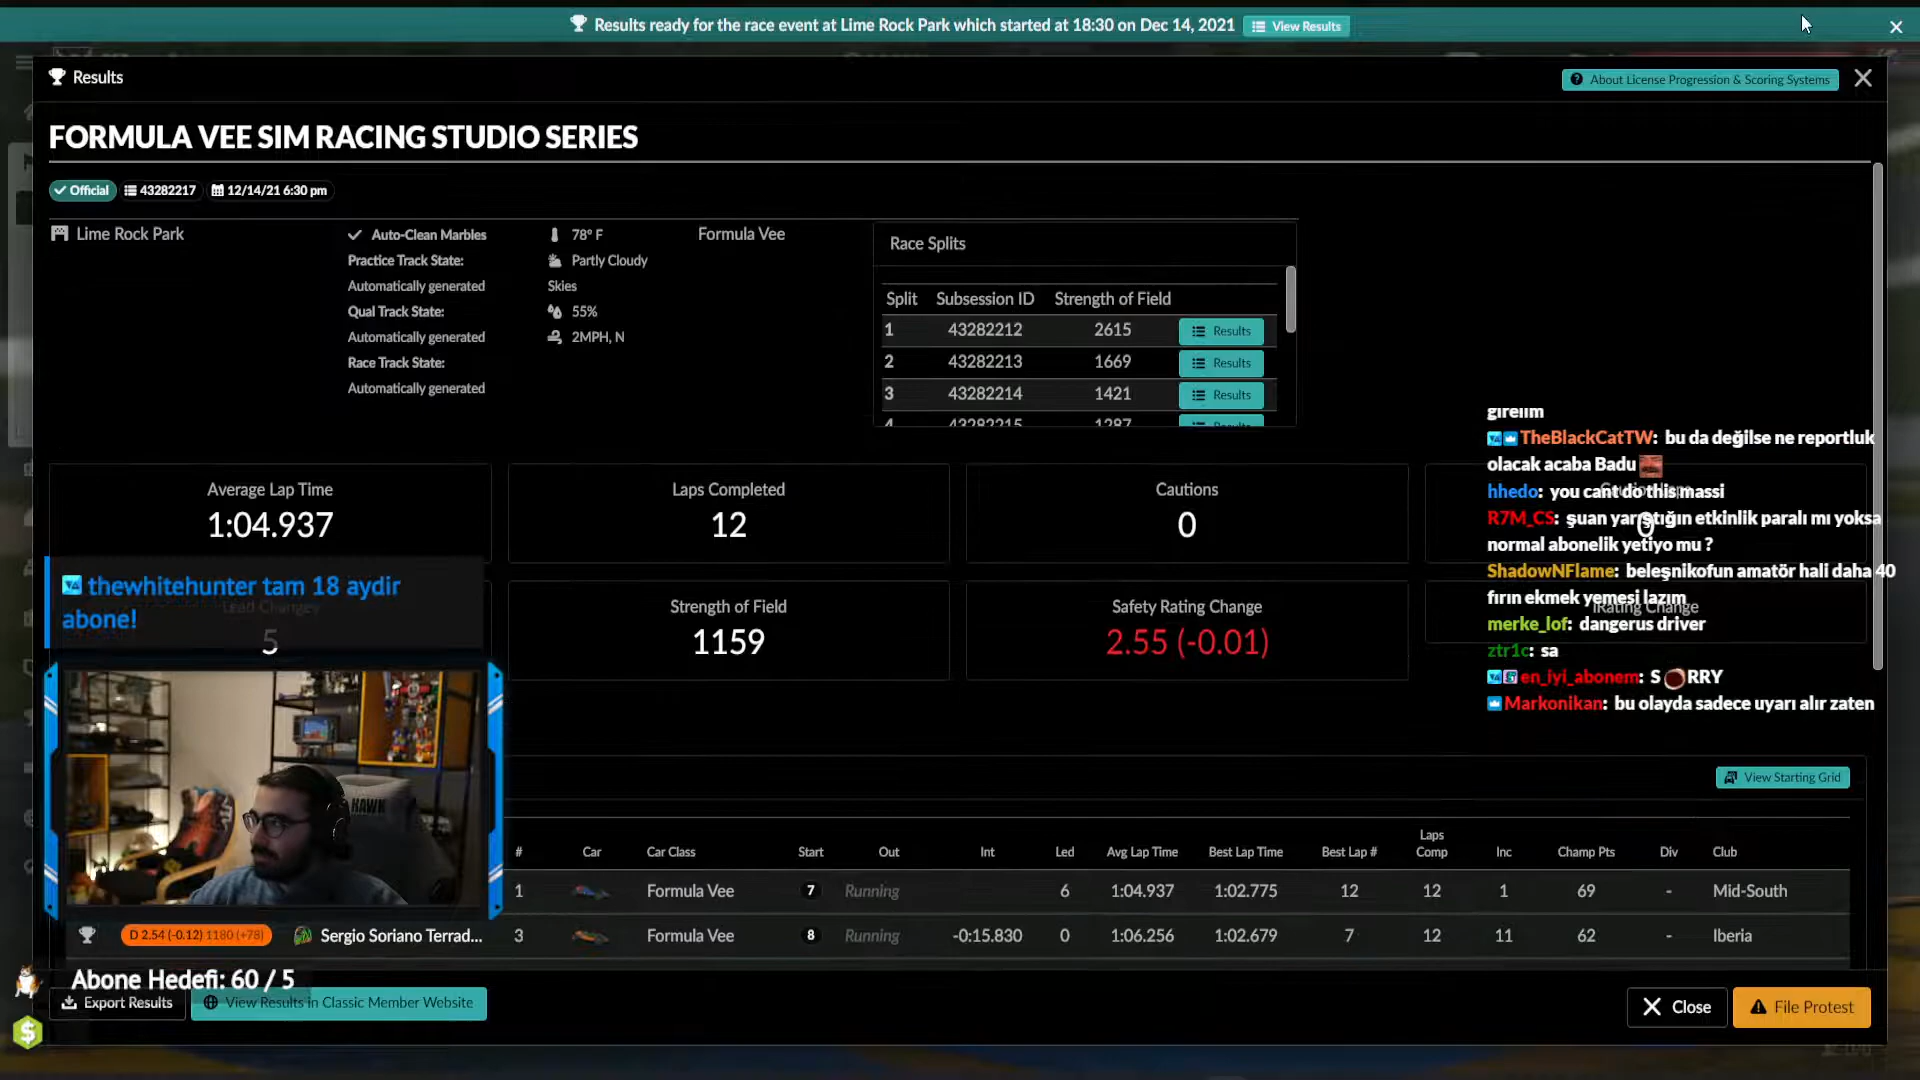 Results ready for the race event at Lime Rock Park which started at 18:30 on Dec 14, 2021 View Results
Results
About License Progression & Scoring Systems
FORMULA VEE SIM RACING STUDIO SERIES
Official 43282217 12/14/21 6:30 pm
Lime Rock Park
Auto-Clean Marbles
Practice Track State:
Automatically generated
Qual Track State:
Automatically generated
Race Track State:
Automatically generated
78° F
Partly Cloudy
Skies
55%
2MPH, N
Formula Vee
Race Splits
Split Subsession ID Strength of Field
1 43282212 2615 Results
2 43282213 1669 Results
3 43282214 1421 Results
4 43282215 1287 Results
Average Lap Time
1:04.937
Laps Completed
12
Cautions
0
0
thewhitehunter tam 18 aydir
abone!
5
Strength of Field
1159
Safety Rating Change
2.55 (-0.01)
iRating Change
girelim
TheBlackCatTW: bu da değilse ne reportluk
olacak acaba Badu
hhedo: you cant do this massi
R7M_CS: şuan yarıştığın etkinlik paralı mı yoksa
normal abonelik yetiyo mu ?
ShadowNFlame: beleşnikofun amatör hali daha 40
fırın ekmek yemesi lazım
merke_lof: dangerus driver
ztr1c: sa
en_iyi_abonem: S RRY
Markonikan: bu olayda sadece uyarı alır zaten
View Starting Grid
# Car Car Class Start Out Int Led Avg Lap Time Best Lap Time Best Lap # Laps Comp Inc Champ Pts Div Club
1 Formula Vee 7 Running 6 1:04.937 1:02.775 12 12 1 69 - Mid-South
D 2.54 (-0.12) 1180 (+78) Sergio Soriano Terrad... 3 Formula Vee 8 Running -0:15.830 0 1:06.256 1:02.679 7 12 11 62 - Iberia
Abone Hedefi: 60 / 5
Export Results
View Results in Classic Member Website
Close
File Protest